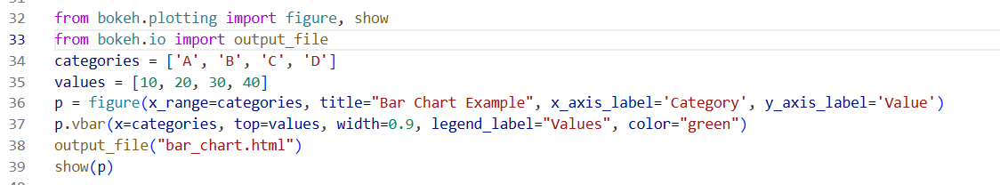 32 from bokeh.plotting import figure, show
33 from bokeh.io import output_file
34 categories = ['A', 'B', 'C', 'D']
35 values = [10, 20, 30, 40]
36 p = figure(x_range=categories, title="Bar Chart Example", x_axis_label='Category', y_axis_label='Value')
37 p.vbar(x=categories, top=values, width=0.9, legend_label="Values", color="green")
38 output_file("bar_chart.html")
39 show(p)